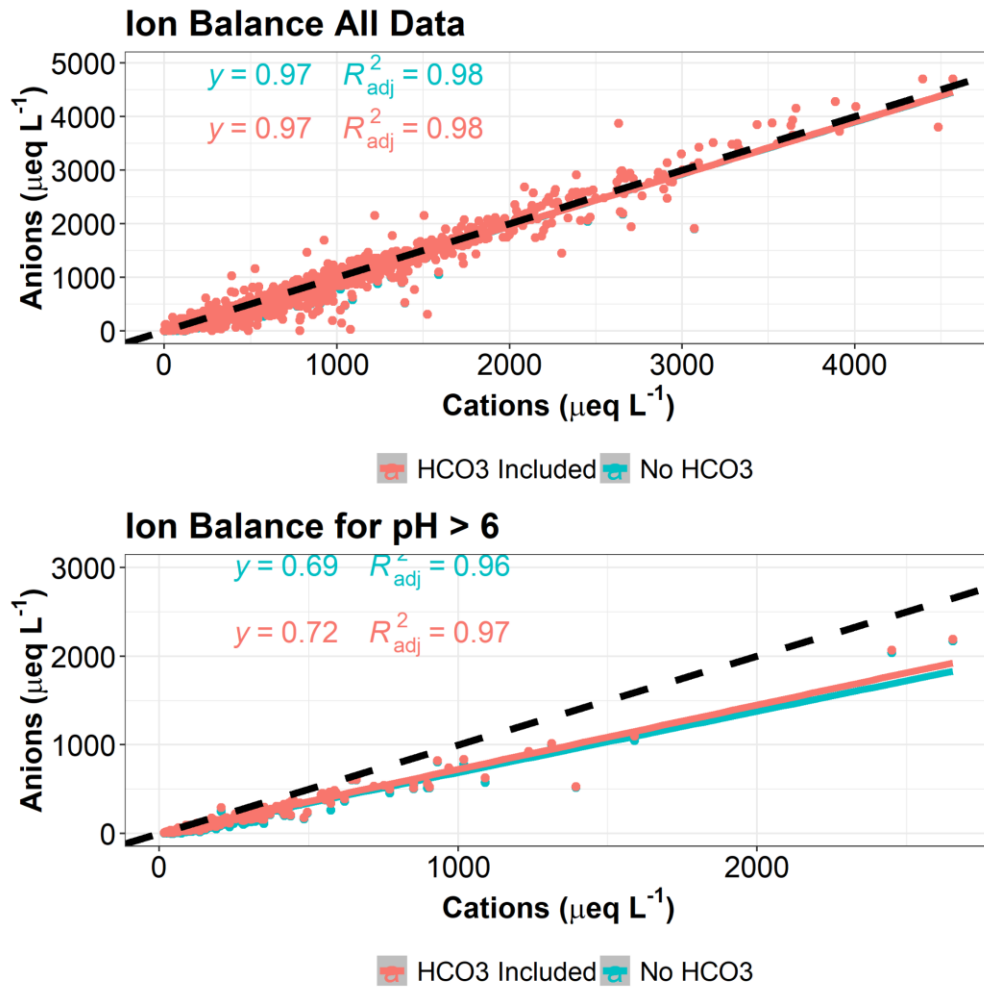 Ion Balance All Data
5000
4000
3000
2000
1000
0
Anions (μeq L⁻¹)
y = 0.97 R²adj = 0.98
y = 0.97 R²adj = 0.98
0 1000 2000 3000 4000
Cations (μeq L⁻¹)
a HCO3 Included a No HCO3
Ion Balance for pH > 6
3000
2000
1000
0
Anions (μeq L⁻¹)
y = 0.69 R²adj = 0.96
y = 0.72 R²adj = 0.97
0 1000 2000
Cations (μeq L⁻¹)
a HCO3 Included a No HCO3